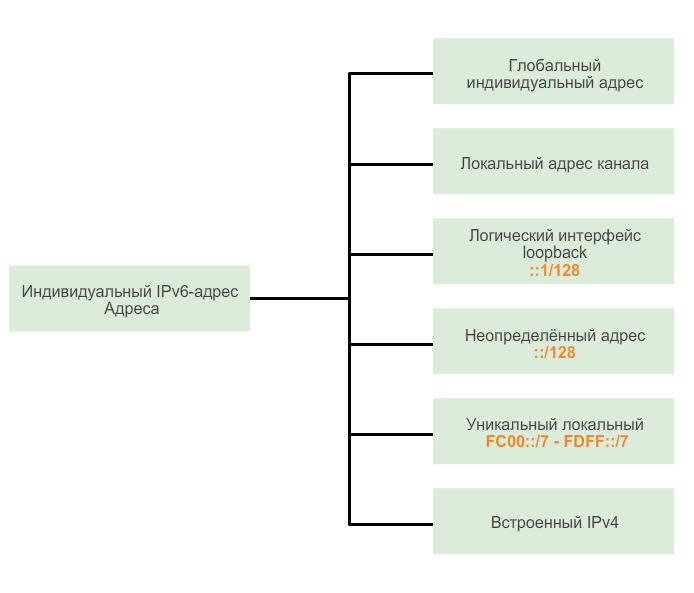 Глобальный
индивидуальный адрес
Локальный адрес канала
Логический интерфейс
loopback
::1/128
Индивидуальный IPv6-адрес
Адреса
Неопределённый адрес
::/128
Уникальный локальный
FC00::/7 - FDFF::/7
Встроенный IPv4